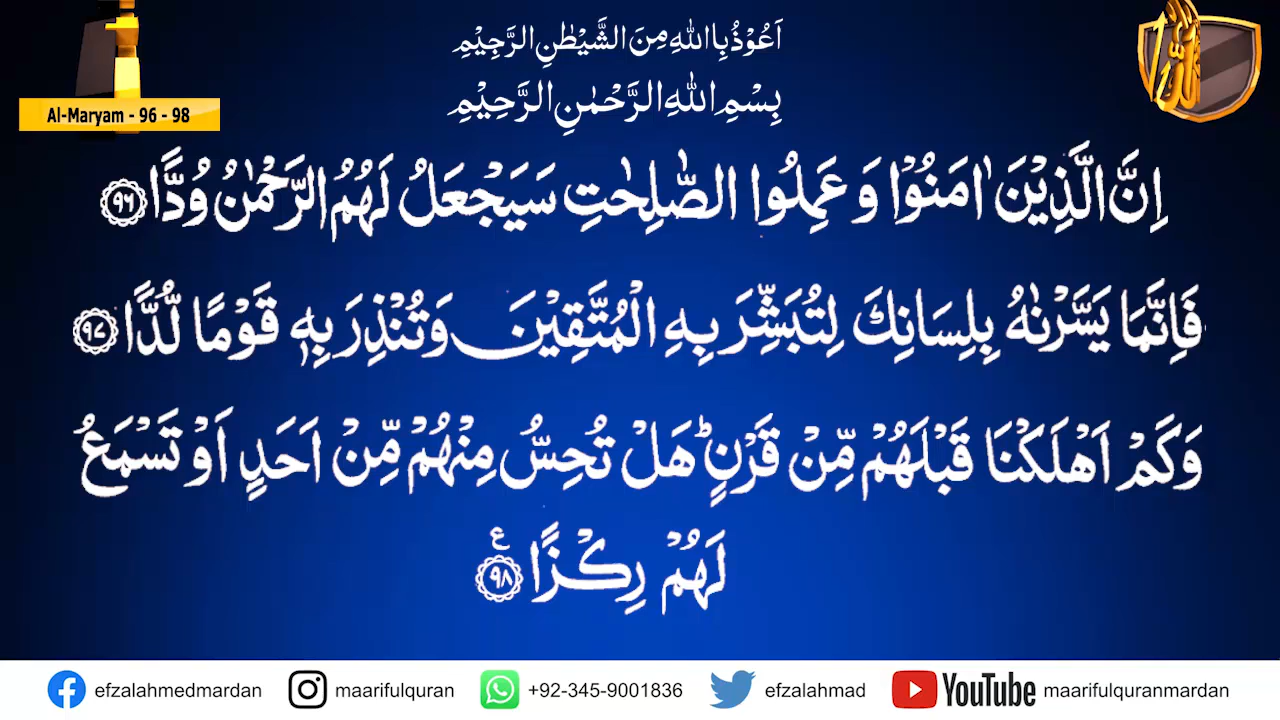 اَعُوْذُ بِاللّٰهِ مِنَ الشَّيْطٰنِ الرَّجِيْمِ
بِسْمِ اللّٰهِ الرَّحْمٰنِ الرَّحِيْمِ
Al-Maryam - 96 - 98
الله
اِنَّ الَّذِيْنَ اٰمَنُوْا وَ عَمِلُوا الصّٰلِحٰتِ سَيَجْعَلُ لَهُمُ الرَّحْمٰنُ وُدًّا ۹۶
فَاِنَّمَا يَسَّرْنٰهُ بِلِسَانِكَ لِتُبَشِّرَ بِهِ الْمُتَّقِيْنَ وَتُنْذِرَ بِهٖ قَوْمًا لُّدًّا ۹۷
وَكَمْ اَهْلَكْنَا قَبْلَهُمْ مِّنْ قَرْنٍ ؕ هَلْ تُحِسُّ مِنْهُمْ مِّنْ اَحَدٍ اَوْ تَسْمَعُ
لَهُمْ رِكْزًا ۹۸ ع
efzalahmedmardan maarifulquran +92-345-9001836 efzalahmad YouTube maarifulquranmardan